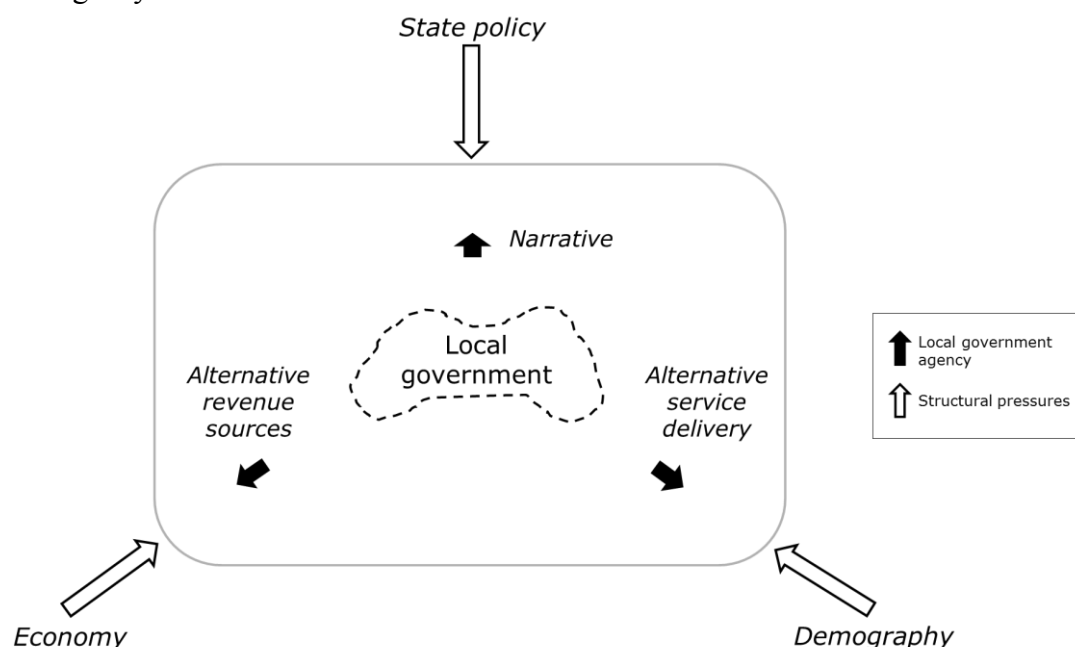 State policy
Narrative
Local
government
Alternative
revenue
sources
Alternative
service
delivery
Local government
agency
Structural pressures
Economy
Demography